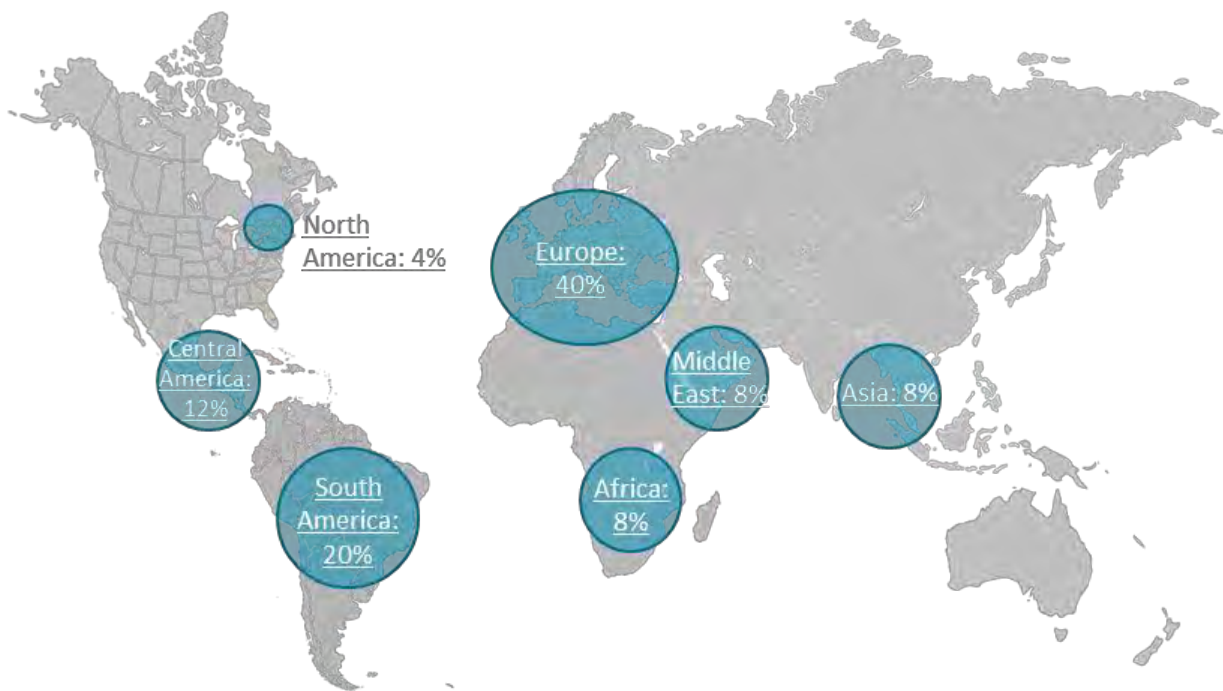 North
America: 4%
Europe:
40%
Central
America:
12%
Middle
East: 8%
Asia: 8%
South
America:
20%
Africa:
8%